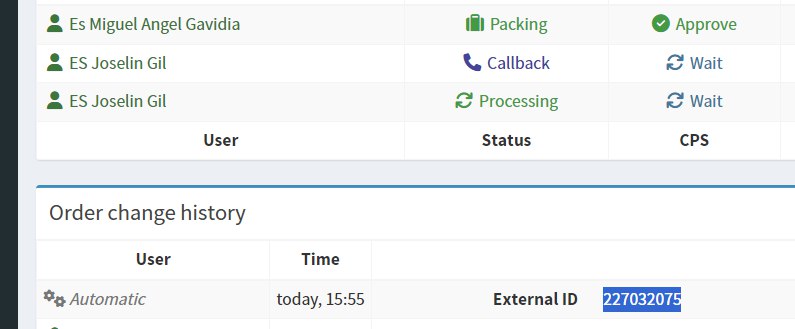 Es Miguel Angel Gavidia Packing Approve
ES Joselin Gil Callback Wait
ES Joselin Gil Processing Wait
User Status CPS
Order change history
User Time
Automatic today, 15:55 External ID 227032075